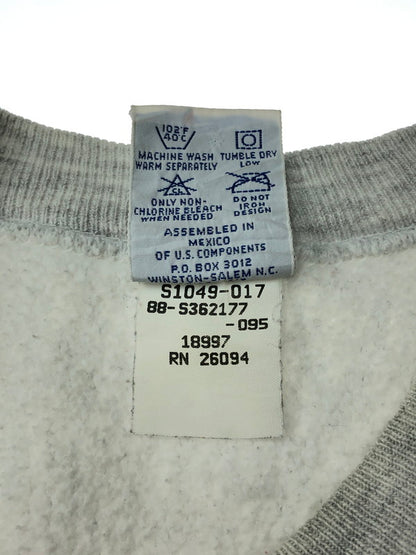 102°F
40°C
MACHINE WASH
WARM SEPARATELY
TUMBLE DRY
LOW
ONLY NON-
CHLORINE BLEACH
WHEN NEEDED
DO NOT
IRON
DESIGN
ASSEMBLED IN
MEXICO
OF U.S. COMPONENTS
P.O. BOX 3012
WINSTON-SALEM N.C.
S1049-017
88-S362177
-095
18997
RN 26094